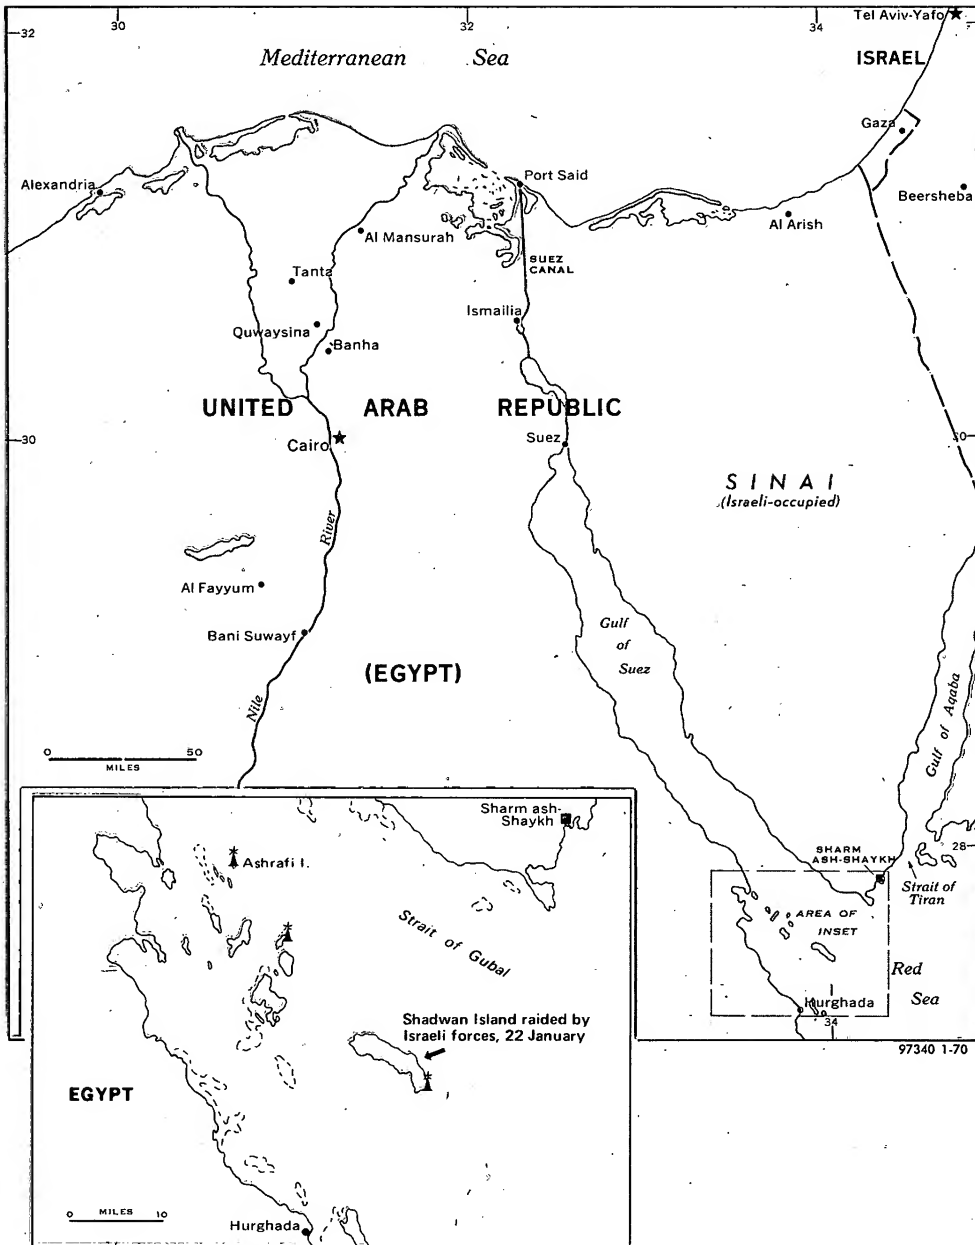 30
32
34
Tel Aviv-Yafo
32
Mediterranean Sea
ISRAEL
Gaza
Alexandria
Port Said
Beersheba
Al Mansurah
Al Arish
SUEZ
CANAL
Tanta
Ismailia
Quwaysina
Banha
UNITED ARAB REPUBLIC
30
Cairo
Suez
30
SINAI
(Israeli-occupied)
River
Al Fayyum
Bani Suwayf
Gulf
of
Suez
(EGYPT)
Nile
Gulf of Aqaba
0 50
MILES
28
SHARM
ASH-SHAYKH
Strait of
Tiran
AREA OF
INSET
Red
Sea
Hurghada
34
97340 1-70
Sharm ash-
Shaykh
Ashrafi I.
Strait of Gubal
Shadwan Island raided by
Israeli forces, 22 January
EGYPT
0 MILES 10
Hurghada